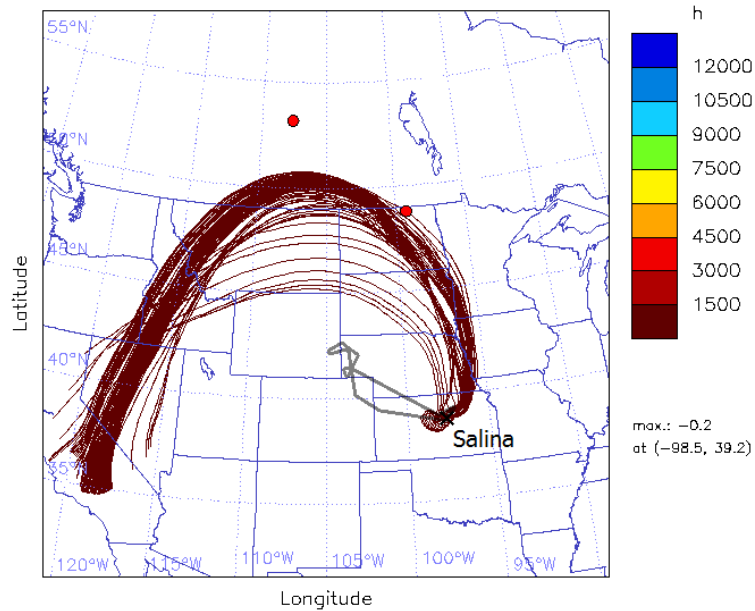 h
55°N
50°N
45°N
40°N
35°N
120°W
115°W
110°W
105°W
100°W
95°W
Latitude
Longitude
Salina
12000
10500
9000
7500
6000
4500
3000
1500
max.: −0.2
at (−98.5, 39.2)